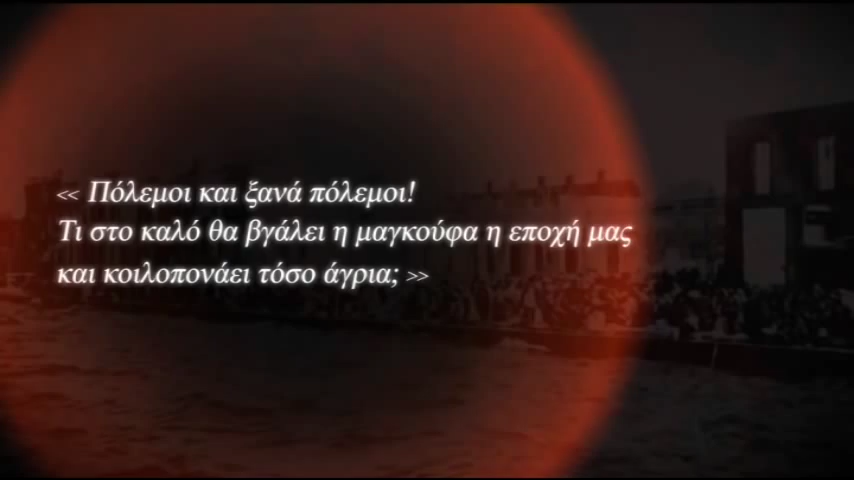 << Πόλεμοι και ξανά πόλεμοι!
Τι στο καλό θα βγάλει η μαγκούφα η εποχή μας
και κοιλοπονάει τόσο άγρια; >>